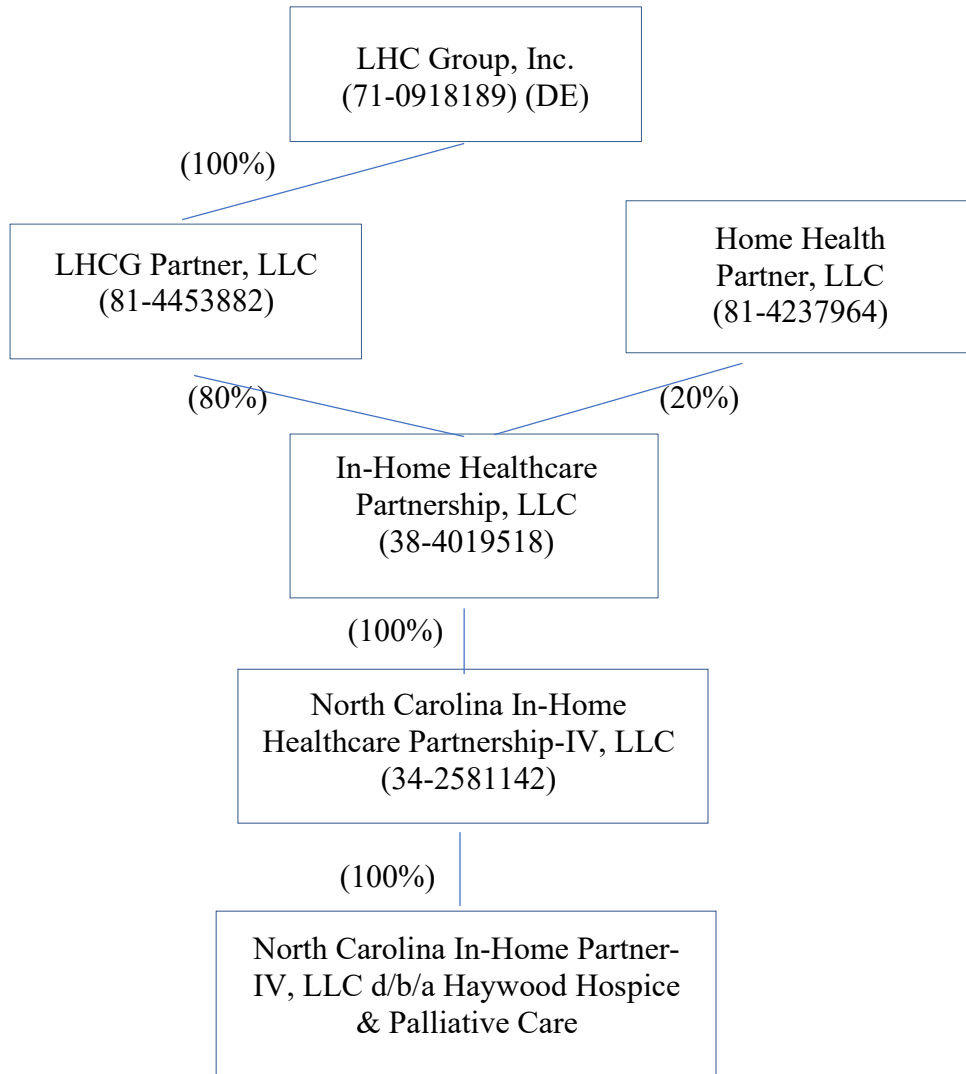 LHC Group, Inc.
(71-0918189) (DE)
(100%)
LHCG Partner, LLC
(81-4453882)
Home Health
Partner, LLC
(81-4237964)
(80%)
(20%)
In-Home Healthcare
Partnership, LLC
(38-4019518)
(100%)
North Carolina In-Home
Healthcare Partnership-IV, LLC
(34-2581142)
(100%)
North Carolina In-Home Partner-
IV, LLC d/b/a Haywood Hospice
& Palliative Care